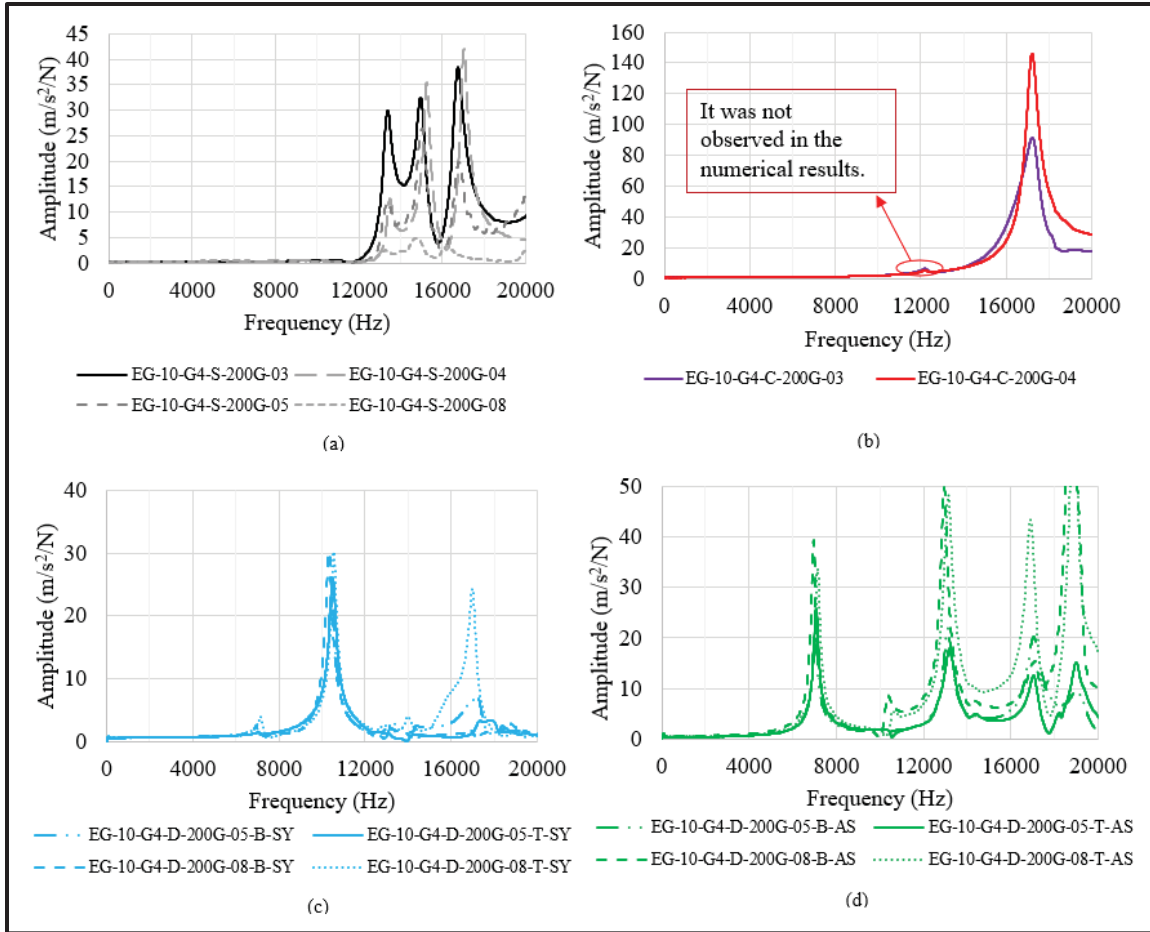 Amplitude (m/s²/N)
45
40
35
30
25
20
15
10
5
0
0 4000 8000 12000 16000 20000
Frequency (Hz)
EG-10-G4-S-200G-03 EG-10-G4-S-200G-04
EG-10-G4-S-200G-05 EG-10-G4-S-200G-08
(a)
Amplitude (m/s²/N)
160
140
120
100
80
60
40
20
0
It was not
observed in the
numerical results.
0 4000 8000 12000 16000 20000
Frequency (Hz)
EG-10-G4-C-200G-03 EG-10-G4-C-200G-04
(b)
Amplitude (m/s²/N)
40
30
20
10
0
0 4000 8000 12000 16000 20000
Frequency (Hz)
EG-10-G4-D-200G-05-B-SY EG-10-G4-D-200G-05-T-SY
EG-10-G4-D-200G-08-B-SY EG-10-G4-D-200G-08-T-SY
(c)
Amplitude (m/s²/N)
50
40
30
20
10
0
0 4000 8000 12000 16000 20000
Frequency (Hz)
EG-10-G4-D-200G-05-B-AS EG-10-G4-D-200G-05-T-AS
EG-10-G4-D-200G-08-B-AS EG-10-G4-D-200G-08-T-AS
(d)